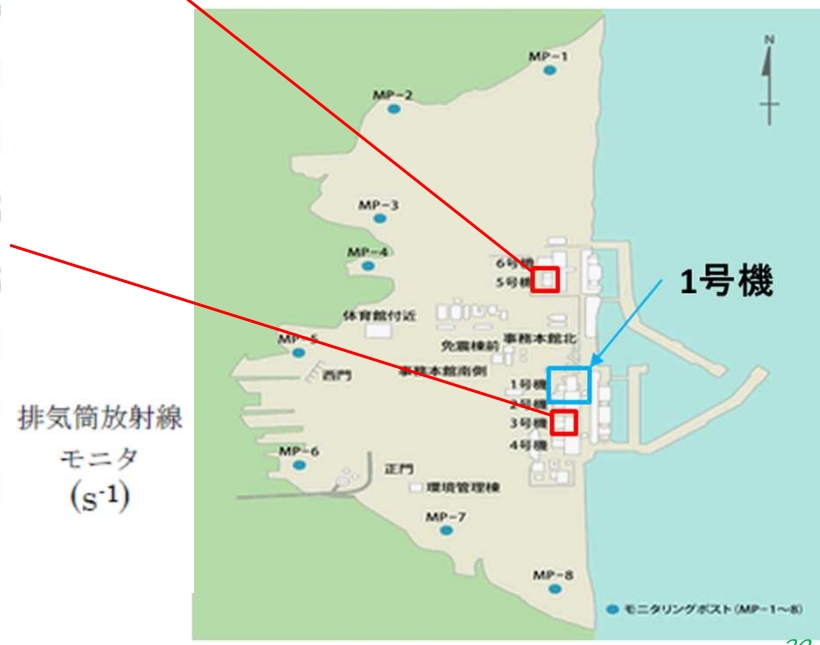 N
MP-1
MP-2
MP-3
MP-4
6号機
5号機
1号機
体育館付近
免震棟前
事務本館北
MP-5
西門
事務本館南側
1号機
2号機
3号機
4号機
排気筒放射線
モニタ
(s⁻¹)
MP-6
正門
環境管理棟
MP-7
MP-8
モニタリングポスト(MP-1～8)